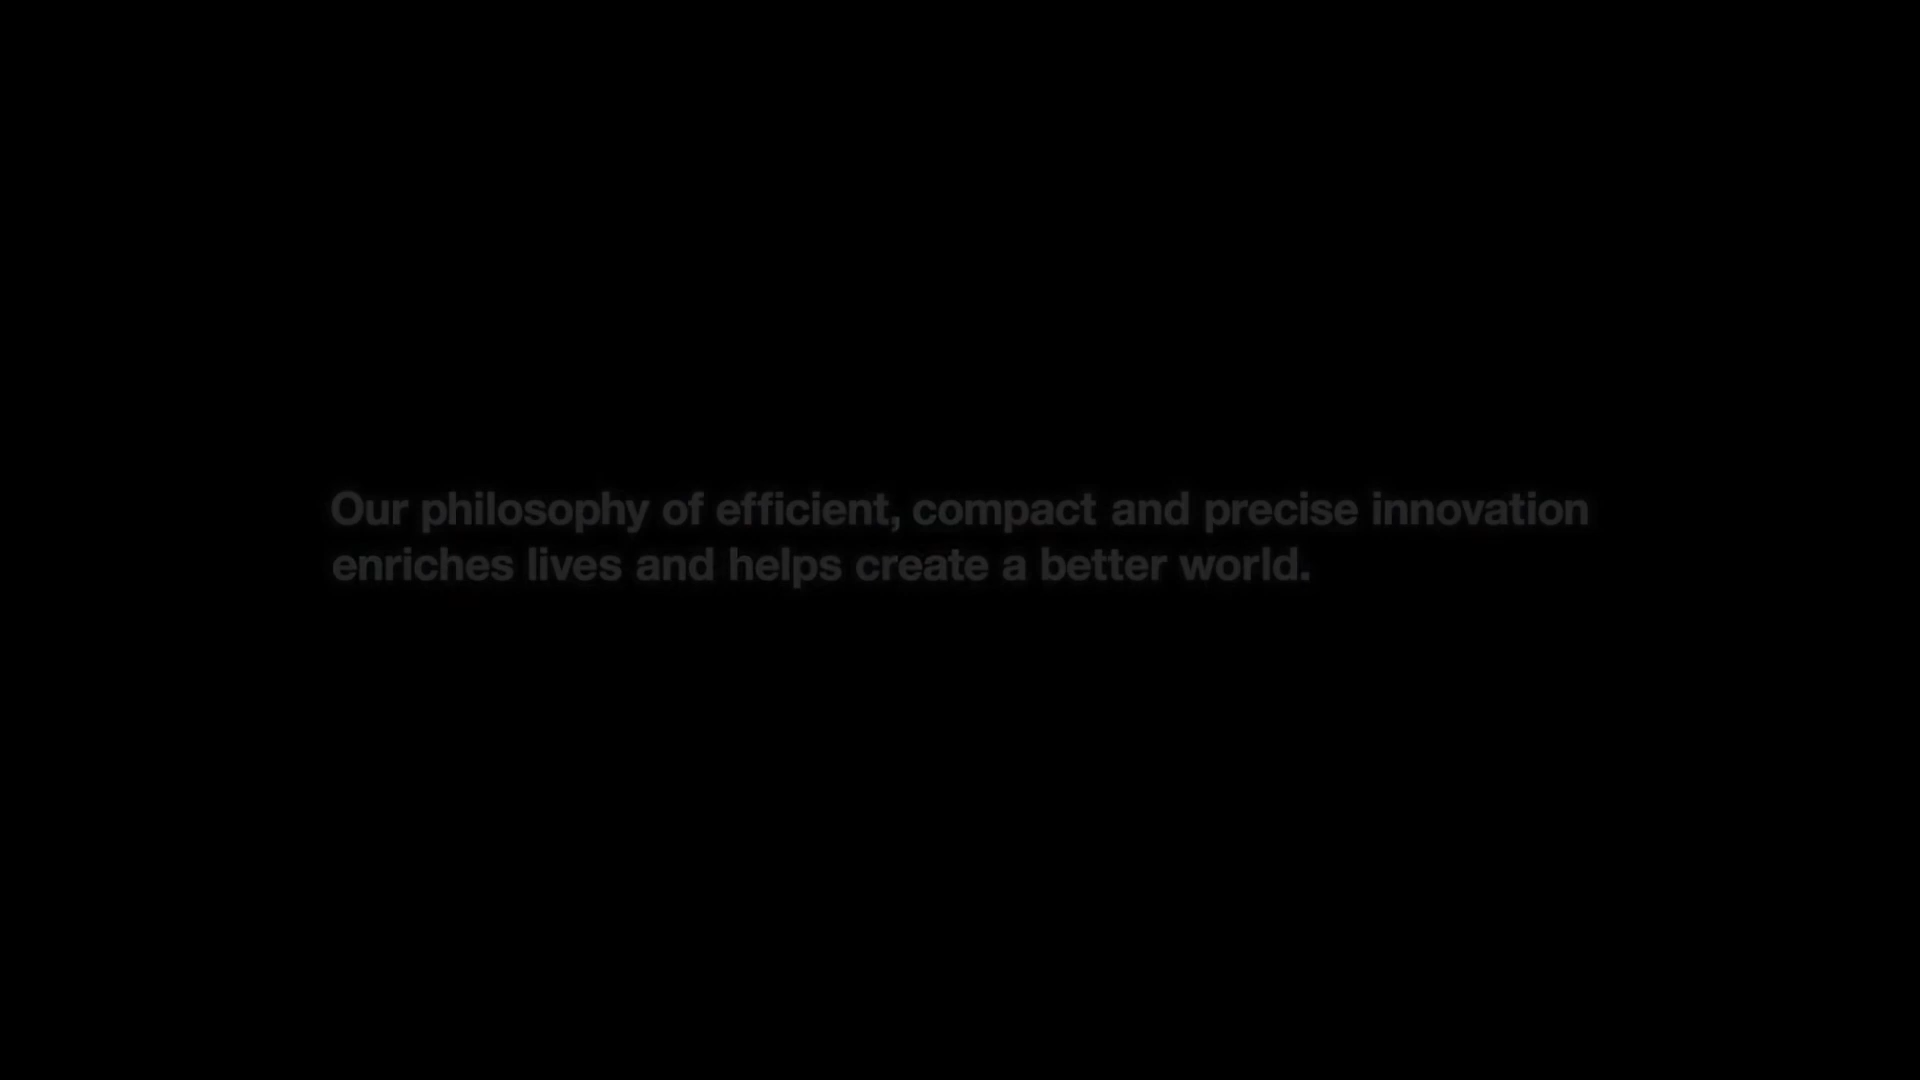 Our philosophy of efficient, compact and precise innovation
enriches lives and helps create a better world.